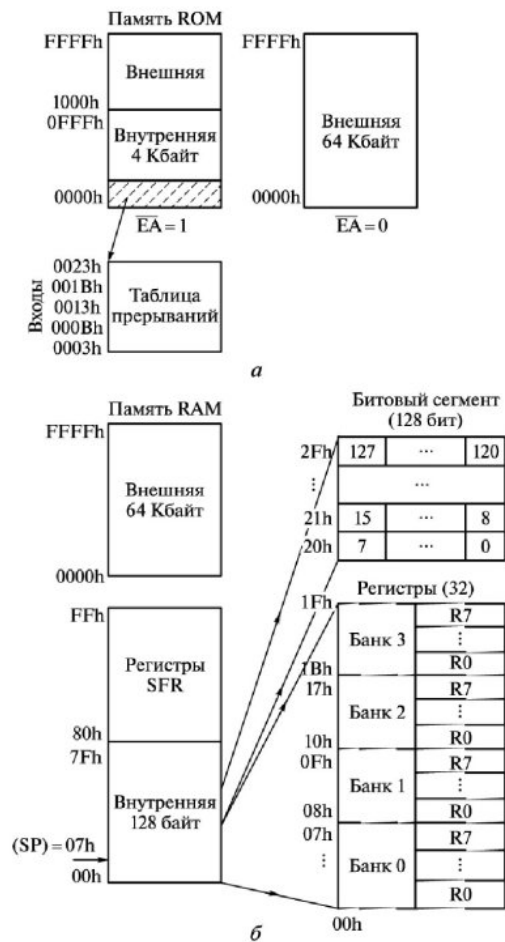 Память ROM
FFFFh
Внешняя
1000h
0FFFh
Внутренняя
4 Кбайт
0000h
EA = 1
FFFFh
Внешняя
64 Кбайт
0000h
EA = 0
Входы
0023h
001Bh
0013h
000Bh
0003h
Таблица
прерываний
а
Память RAM
FFFFh
Внешняя
64 Кбайт
0000h
FFh
Регистры
SFR
80h
7Fh
Внутренняя
128 байт
(SP) = 07h
00h
Битовый сегмент
(128 бит)
2Fh 127 ... 120
⋮ ...
21h 15 ... 8
20h 7 ... 0
Регистры (32)
1Fh
Банк 3
R7
⋮
R0
1Bh
17h
Банк 2
R7
⋮
R0
10h
0Fh
Банк 1
R7
⋮
R0
08h
07h
⋮
Банк 0
R7
⋮
R0
00h
б